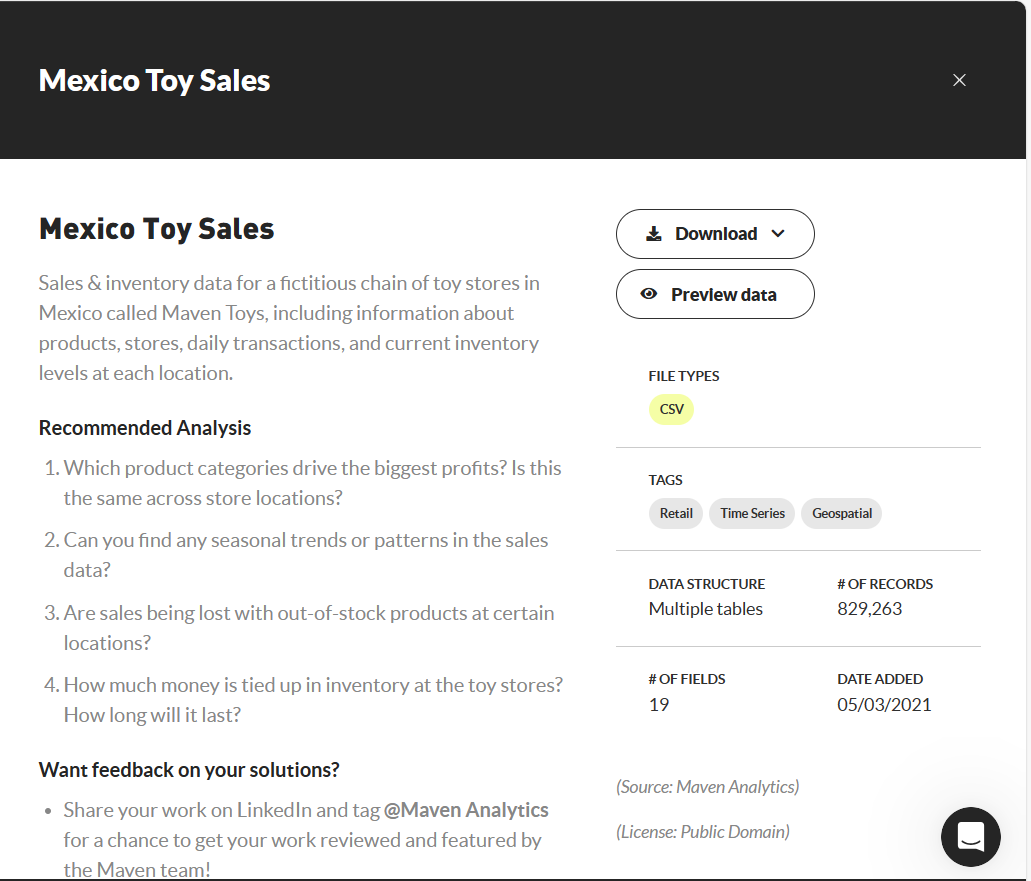 Mexico Toy Sales
Mexico Toy Sales
Sales & inventory data for a fictitious chain of toy stores in
Mexico called Maven Toys, including information about
products, stores, daily transactions, and current inventory
levels at each location.
Recommended Analysis
1. Which product categories drive the biggest profits? Is this
the same across store locations?
2. Can you find any seasonal trends or patterns in the sales
data?
3. Are sales being lost with out-of-stock products at certain
locations?
4. How much money is tied up in inventory at the toy stores?
How long will it last?
Want feedback on your solutions?
• Share your work on LinkedIn and tag @Maven Analytics
for a chance to get your work reviewed and featured by
the Maven team!
Download
Preview data
FILE TYPES
CSV
TAGS
Retail Time Series Geospatial
DATA STRUCTURE # OF RECORDS
Multiple tables 829,263
# OF FIELDS DATE ADDED
19 05/03/2021
(Source: Maven Analytics)
(License: Public Domain)